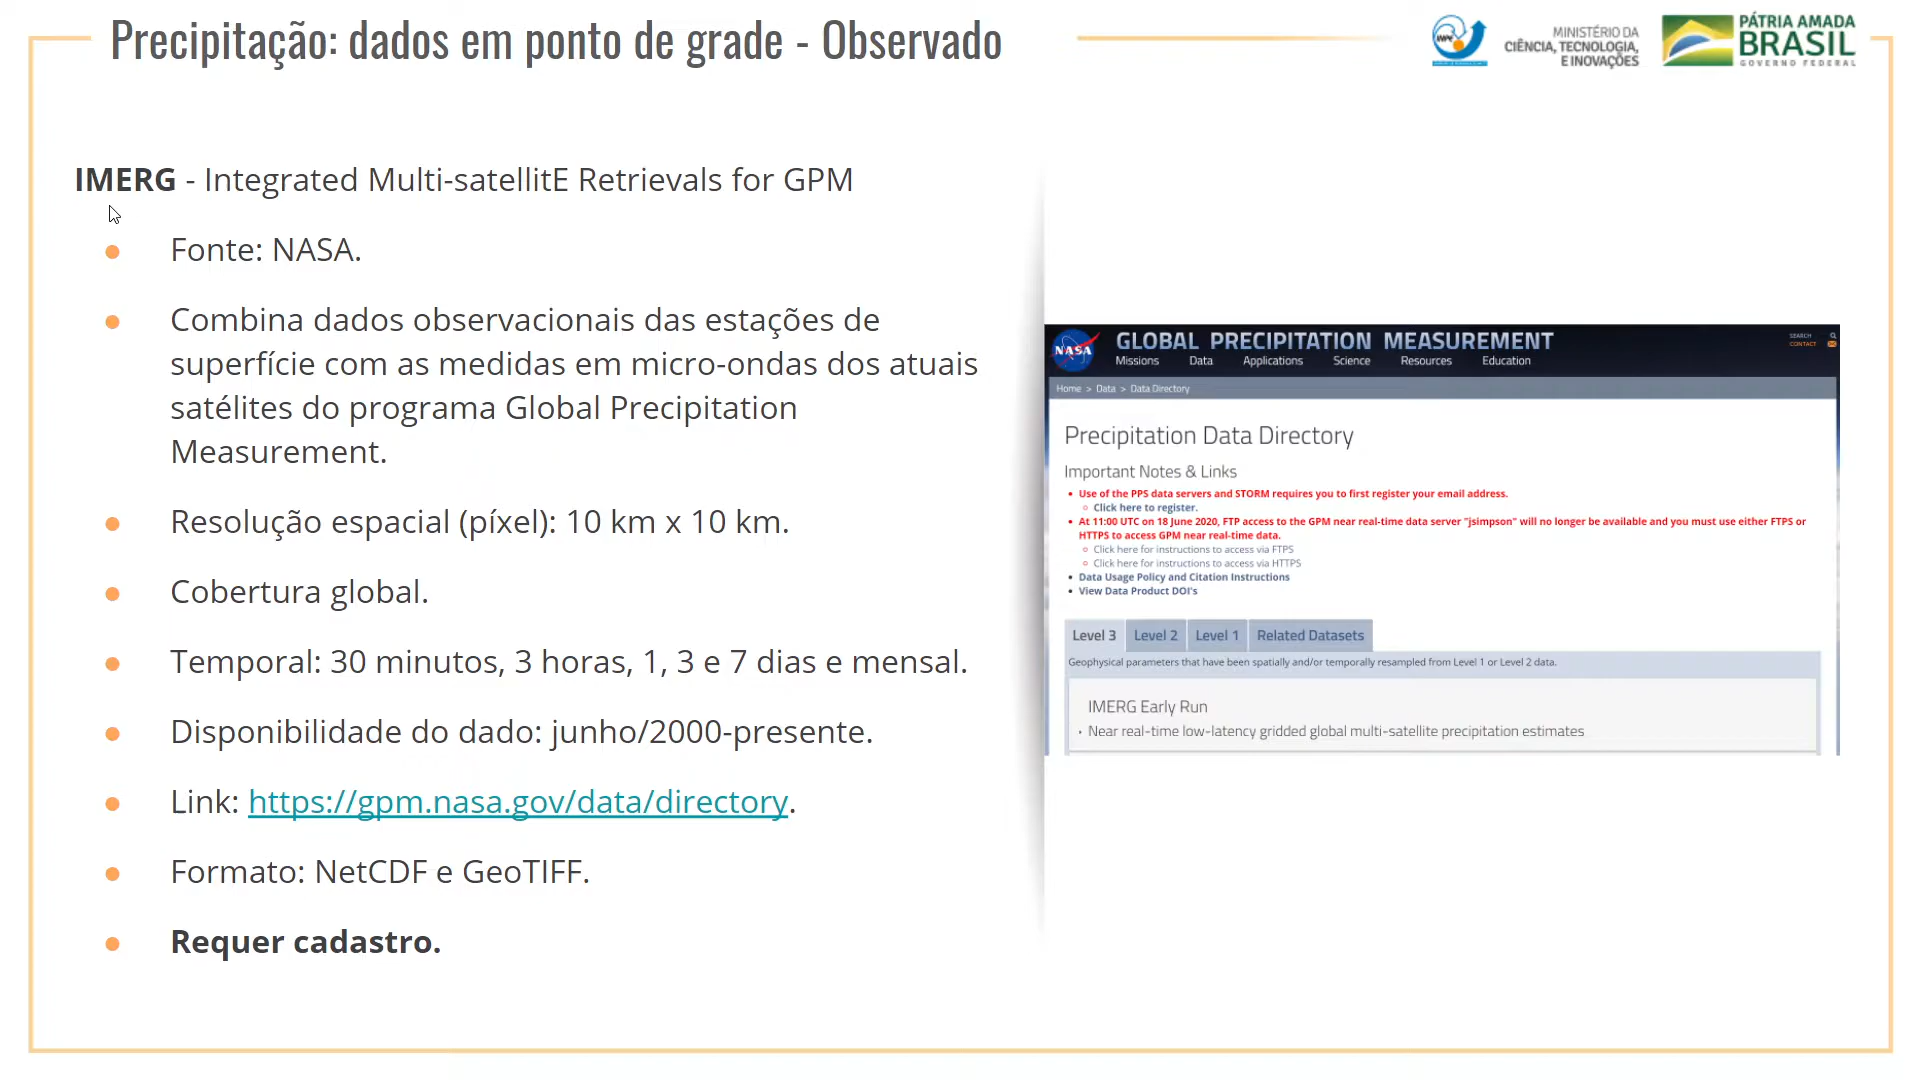 Precipitação: dados em ponto de grade - Observado
MINISTÉRIO DA
CIÊNCIA, TECNOLOGIA,
E INOVAÇÕES
PÁTRIA AMADA
BRASIL
GOVERNO FEDERAL
IMERG - Integrated Multi-satellitE Retrievals for GPM
Fonte: NASA.
Combina dados observacionais das estações de
superfície com as medidas em micro-ondas dos atuais
satélites do programa Global Precipitation
Measurement.
Resolução espacial (píxel): 10 km x 10 km.
Cobertura global.
Temporal: 30 minutos, 3 horas, 1, 3 e 7 dias e mensal.
Disponibilidade do dado: junho/2000-presente.
Link: https://gpm.nasa.gov/data/directory.
Formato: NetCDF e GeoTIFF.
Requer cadastro.
NASA
GLOBAL PRECIPITATION MEASUREMENT
Missions Data Applications Science Resources Education
SEARCH
CONTACT
Home > Data > Data Directory
Precipitation Data Directory
Important Notes & Links
Use of the PPS data servers and STORM requires you to first register your email address.
Click here to register.
At 11:00 UTC on 18 June 2020, FTP access to the GPM near real-time data server "jsimpson" will no longer be available and you must use either FTPS or
HTTPS to access GPM near real-time data.
Click here for instructions to access via FTPS
Click here for instructions to access via HTTPS
Data Usage Policy and Citation Instructions
View Data Product DOI's
Level 3 Level 2 Level 1 Related Datasets
Geophysical parameters that have been spatially and/or temporally resampled from Level 1 or Level 2 data.
IMERG Early Run
Near real-time low-latency gridded global multi-satellite precipitation estimates